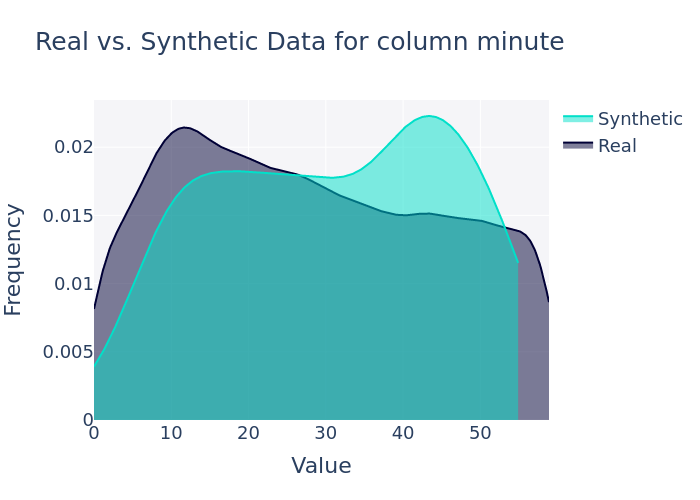 Real vs. Synthetic Data for column minute
Synthetic
Real
Frequency
0.02
0.015
0.01
0.005
0
0 10 20 30 40 50
Value